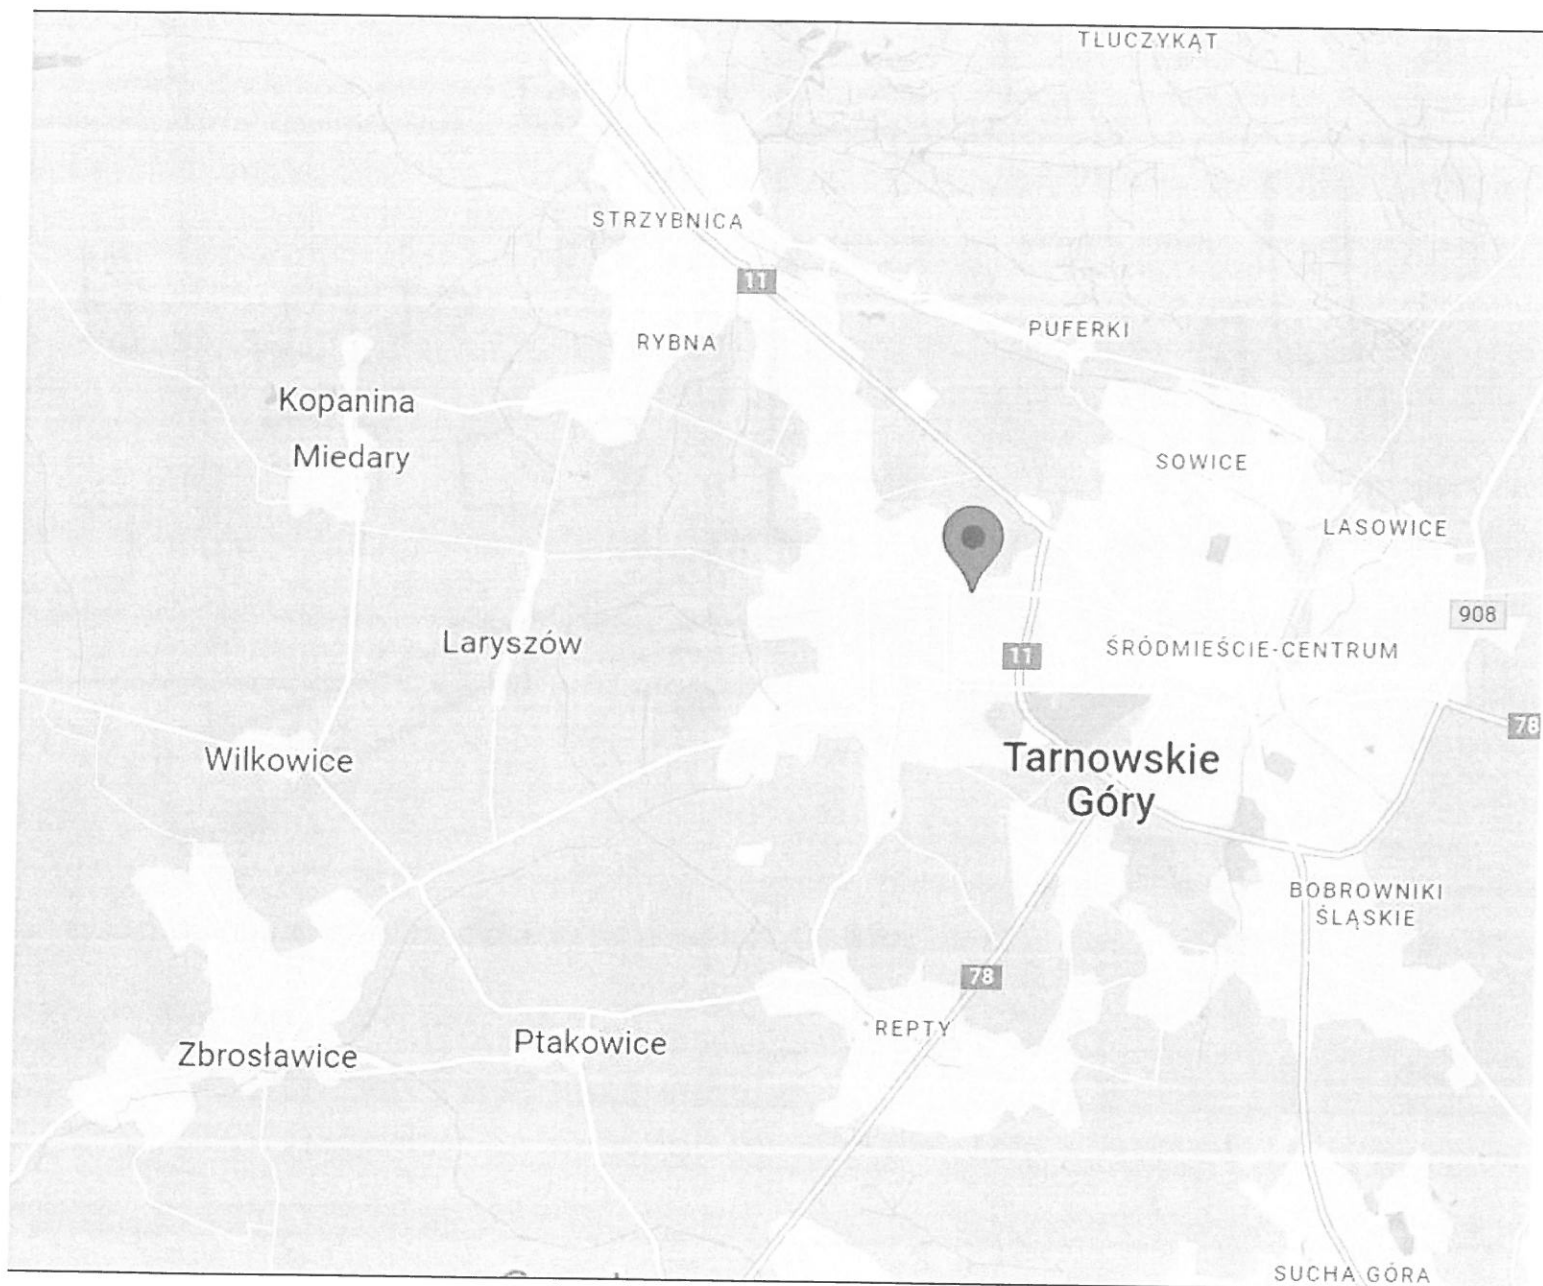 TLUCZYKĄT
STRZYBNICA
11
PUFERKI
RYBNA
Kopanina
Miedary
SOWICE
LASOWICE
908
Laryszów
11
ŚRÓDMIEŚCIE-CENTRUM
78
Wilkowice
Tarnowskie
Góry
BOBROWNIKI
ŚLĄSKIE
78
REPTY
Ptakowice
Zbrosławice
SUCHA GÓRA